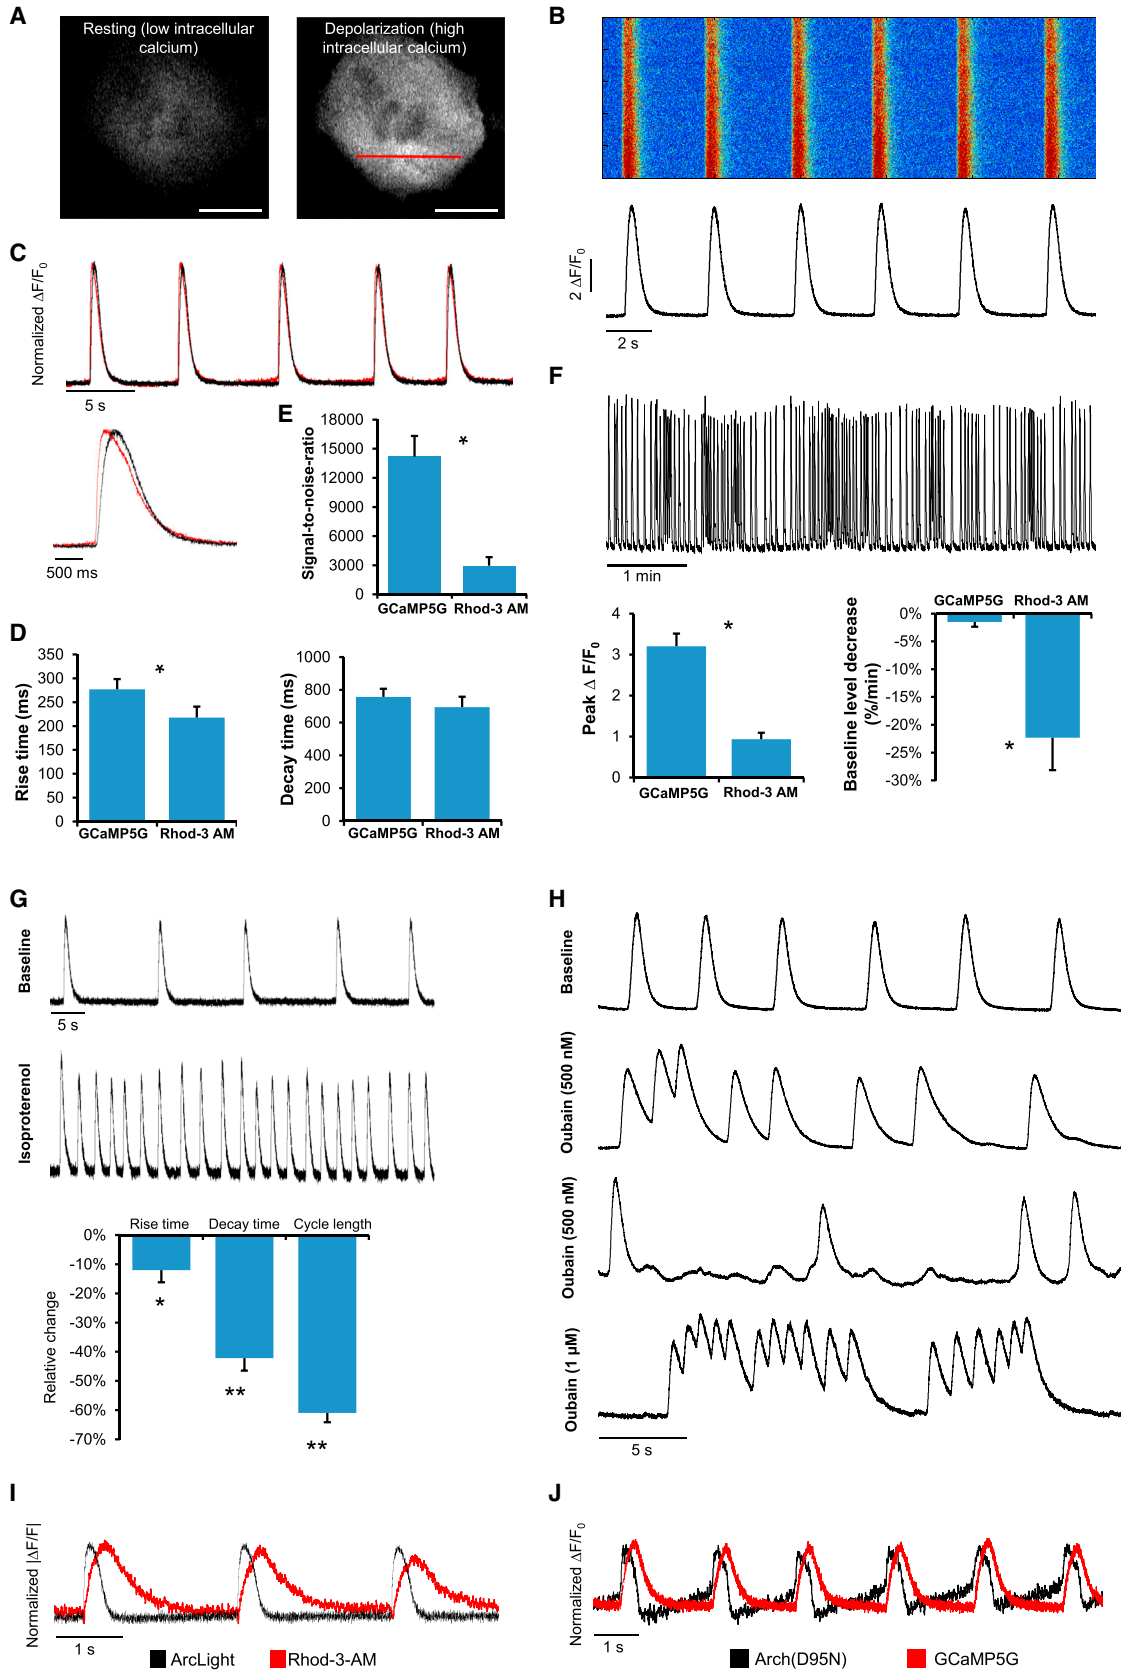 A
Resting (low intracellular
calcium)
Depolarization (high
intracellular calcium)
B
2 ΔF/F0
2 s
C
Normalized ΔF/F0
5 s
500 ms
E
Signal-to-noise-ratio
18000
15000
12000
9000
6000
3000
0
*
GCaMP5G
Rhod-3 AM
D
Rise time (ms)
350
300
250
200
150
100
50
0
*
GCaMP5G
Rhod-3 AM
Decay time (ms)
1000
800
600
400
200
0
GCaMP5G
Rhod-3 AM
F
1 min
Peak Δ F/F0
4
3
2
1
0
*
GCaMP5G
Rhod-3 AM
GCaMP5G
Rhod-3 AM
Baseline level decrease
(%/min)
0%
-5%
-10%
-15%
-20%
-25%
-30%
*
G
Baseline
5 s
Isoproterenol
Rise time
Decay time
Cycle length
Relative change
0%
-10%
-20%
-30%
-40%
-50%
-60%
-70%
*
**
**
H
Baseline
Oubain (500 nM)
Oubain (500 nM)
Oubain (1 µM)
5 s
I
Normalized |ΔF/F|
1 s
ArcLight
Rhod-3-AM
J
Normalized ΔF/F0
1 s
Arch(D95N)
GCaMP5G